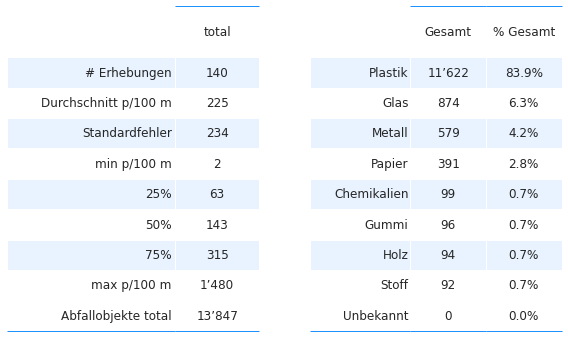 total
# Erhebungen 140
Durchschnitt p/100 m 225
Standardfehler 234
min p/100 m 2
25% 63
50% 143
75% 315
max p/100 m 1’480
Abfallobjekte total 13’847
Gesamt % Gesamt
Plastik 11’622 83.9%
Glas 874 6.3%
Metall 579 4.2%
Papier 391 2.8%
Chemikalien 99 0.7%
Gummi 96 0.7%
Holz 94 0.7%
Stoff 92 0.7%
Unbekannt 0 0.0%